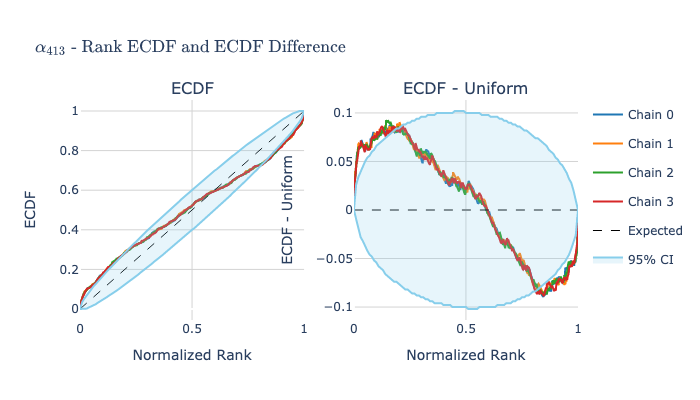 α413 - Rank ECDF and ECDF Difference
ECDF
ECDF - Uniform
ECDF
1
0.8
0.6
0.4
0.2
0
0
0.5
1
Normalized Rank
ECDF - Uniform
0.1
0.05
0
−0.05
−0.1
0
0.5
1
Normalized Rank
Chain 0
Chain 1
Chain 2
Chain 3
Expected
95% CI